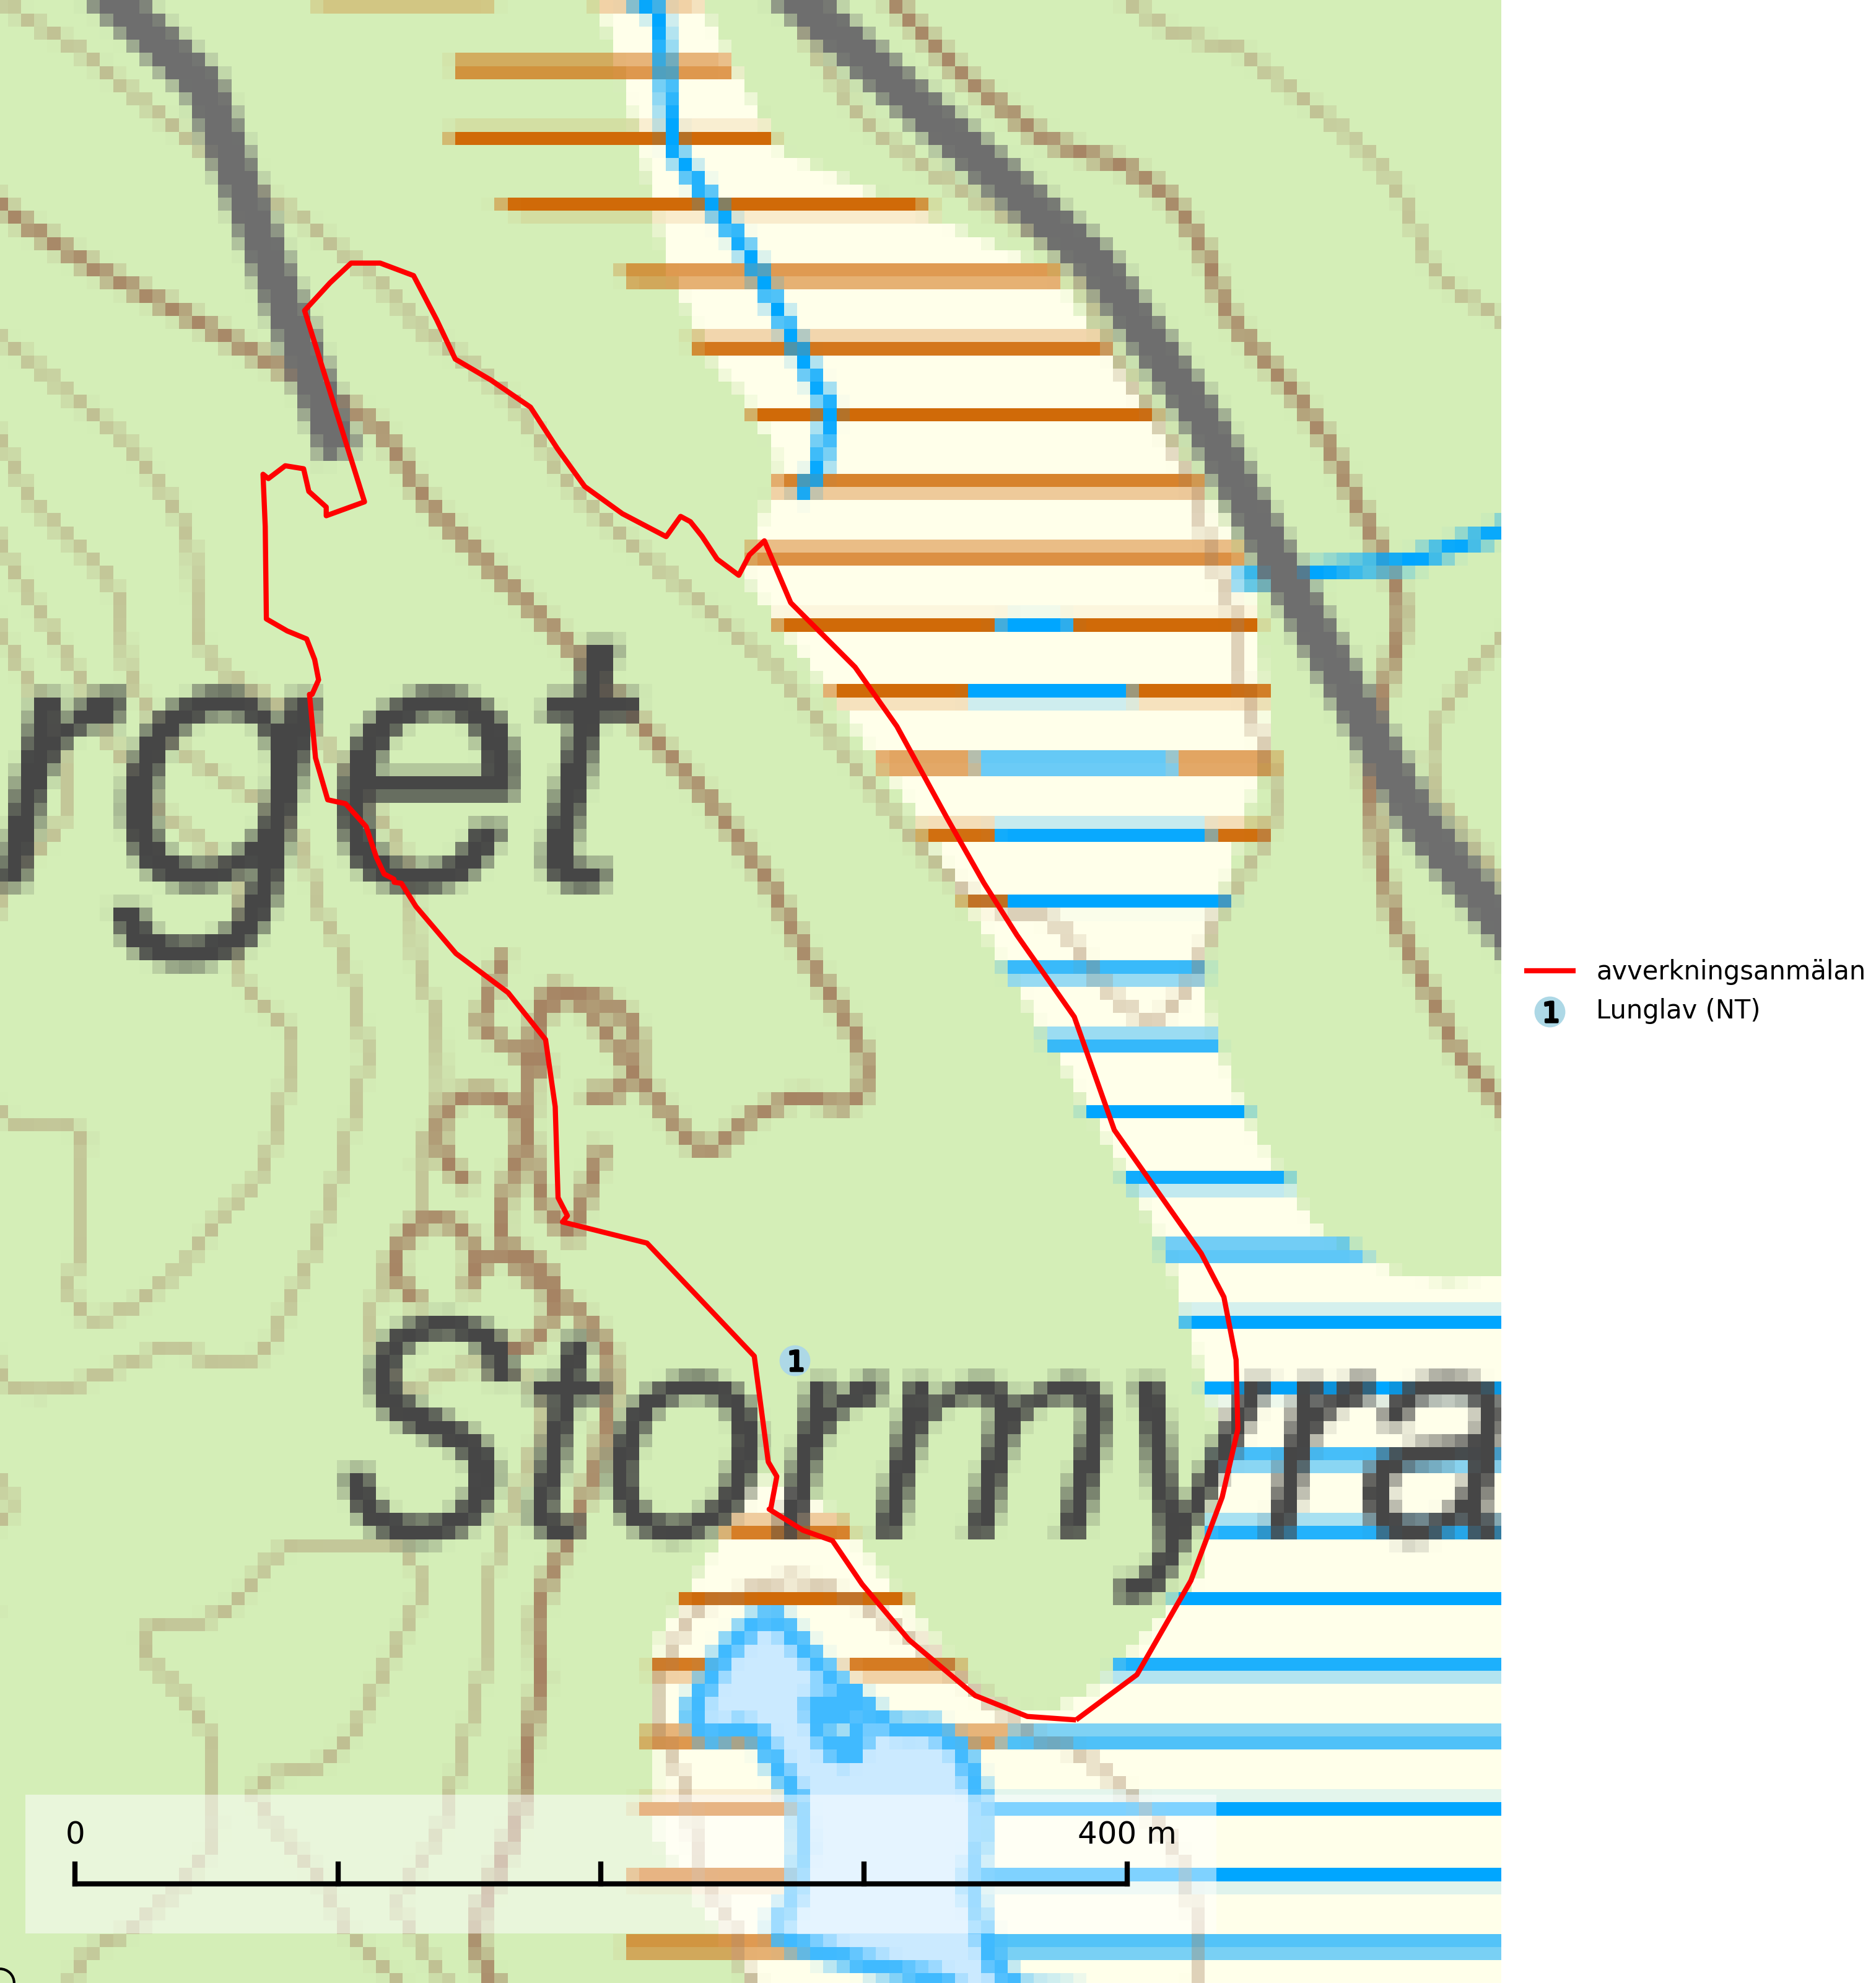 rget
avverkningsanmälan
1 Lunglav (NT)
1
Stormyra
0 400 m